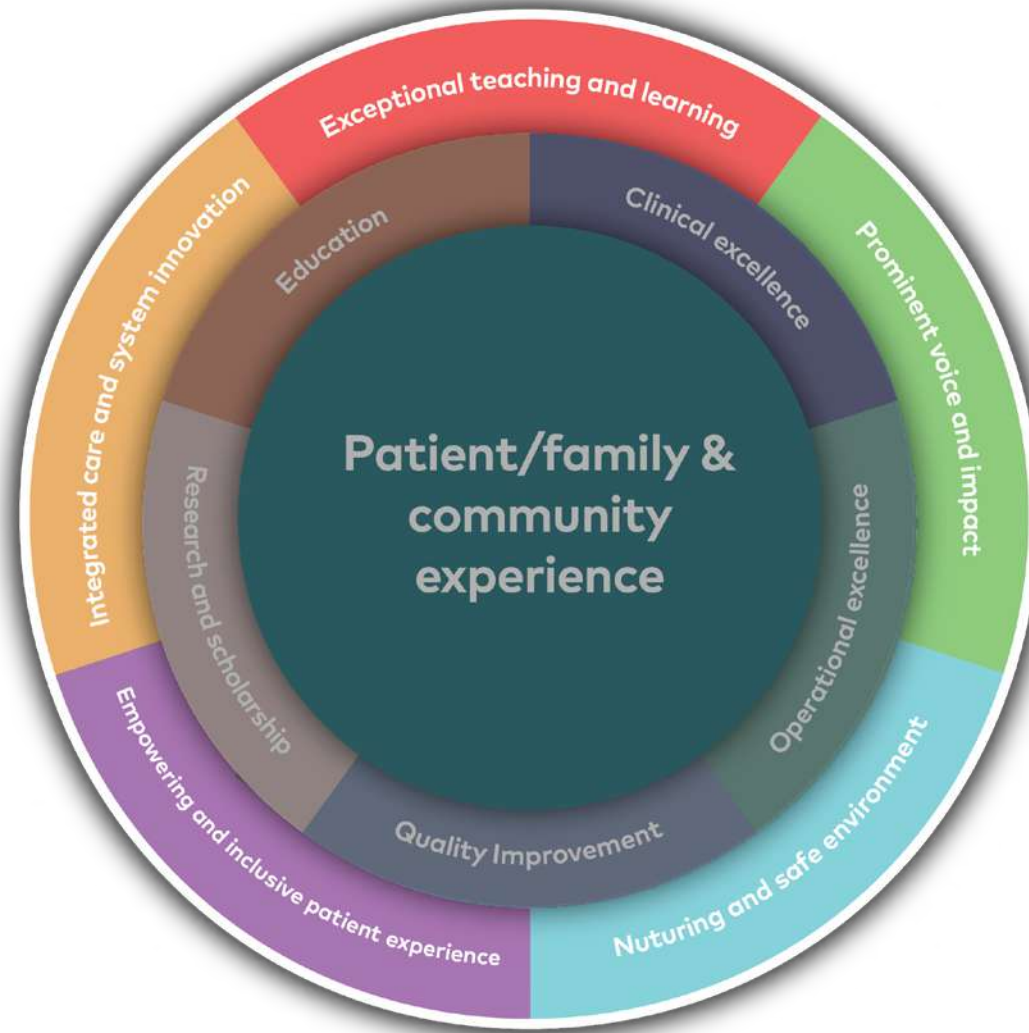 Exceptional teaching and learning
Prominent voice and impact
Nuturing and safe environment
Empowering and inclusive patient experience
Integrated care and system innovation
Education
Clinical excellence
Operational excellence
Quality Improvement
Research and scholarship
Patient/family &
community
experience